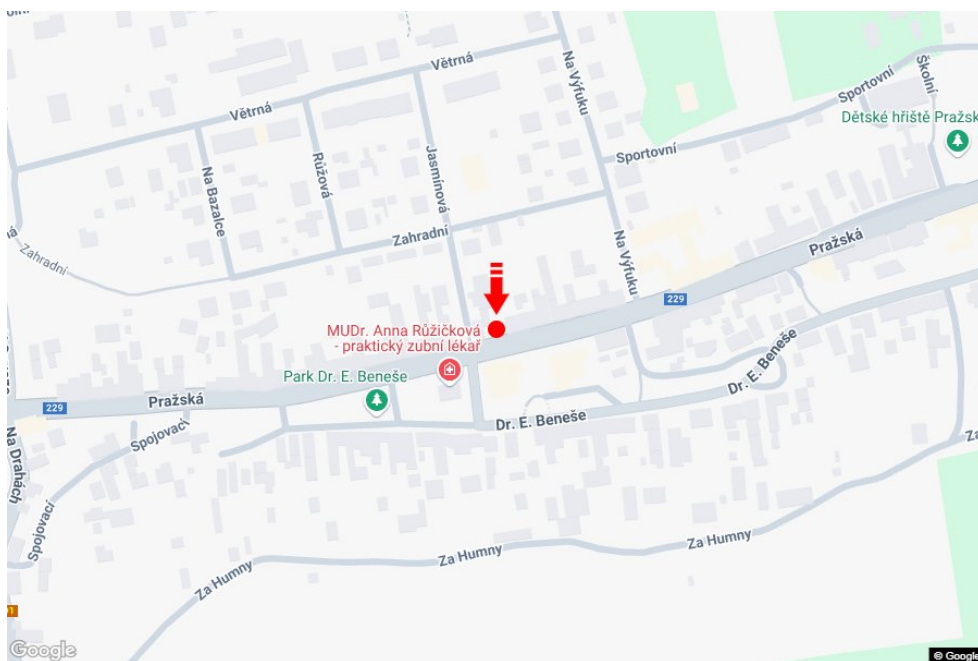 Větrná
Větrná
Na Výfuku
Sportovní
Školní
Dětské hřiště Pražsk
Sportovní
Na Bazalce
Růžová
Jasmínová
Zahradní
Zahradní
Na Výfuku
Pražská
229
MUDr. Anna Růžičková
- praktický zubní lékař
Park Dr. E. Beneše
Pražská
229
Dr. E. Beneše
Dr. E. Beneše
Spojovací
Na Drahách
Spojovací
Za Humny
Za Humny
Za Humny
Za
Google
© Google